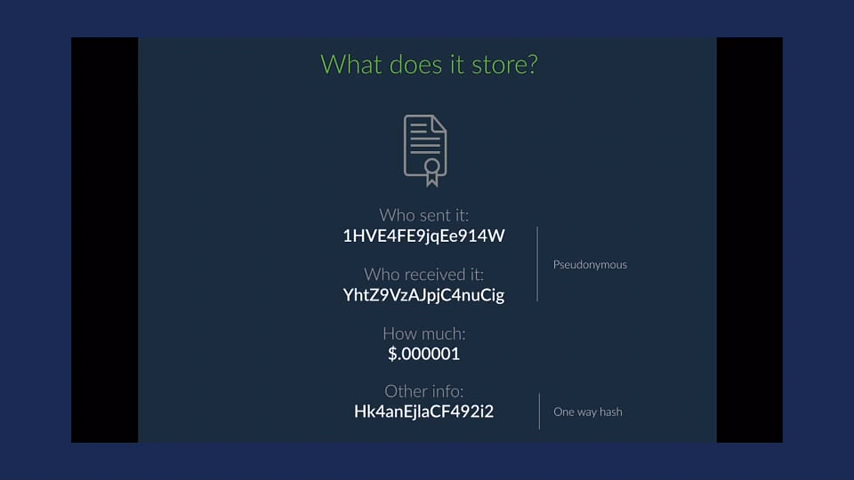 What does it store?
Who sent it:
1HVE4FE9jqEe914W
Pseudonymous
Who received it:
YhtZ9VzAJpjC4nuCig
How much:
$.000001
Other info:
Hk4anEjlaCF492i2
One way hash